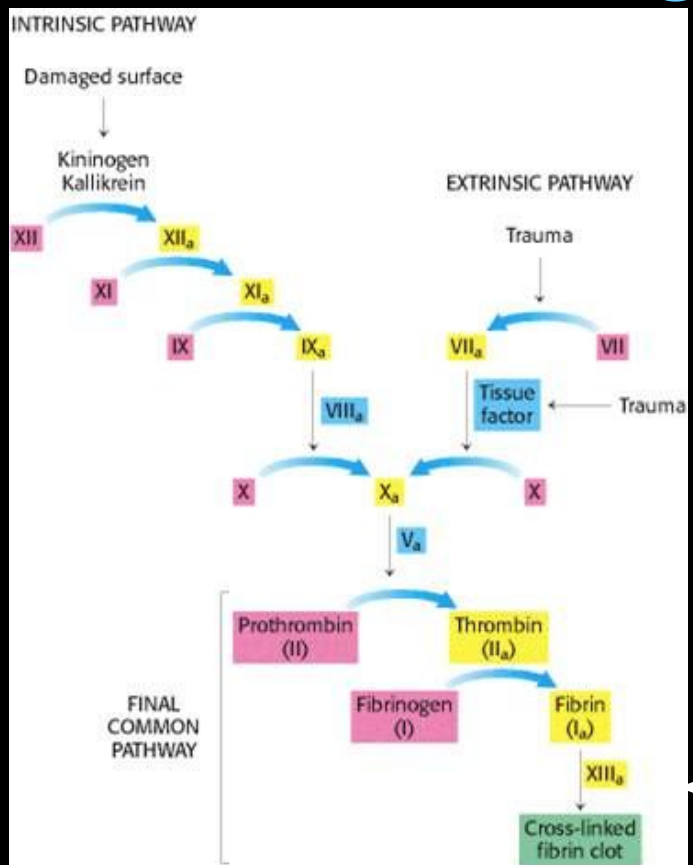 INTRINSIC PATHWAY
Damaged surface
Kininogen
Kallikrein
EXTRINSIC PATHWAY
XII
XIIa
Trauma
XI
XIa
IX
IXa
VIIa
VII
VIIIa
Tissue
factor
Trauma
X
Xa
X
Va
Prothrombin
(II)
Thrombin
(IIa)
FINAL
COMMON
PATHWAY
Fibrinogen
(I)
Fibrin
(Ia)
XIIIa
Cross-linked
fibrin clot